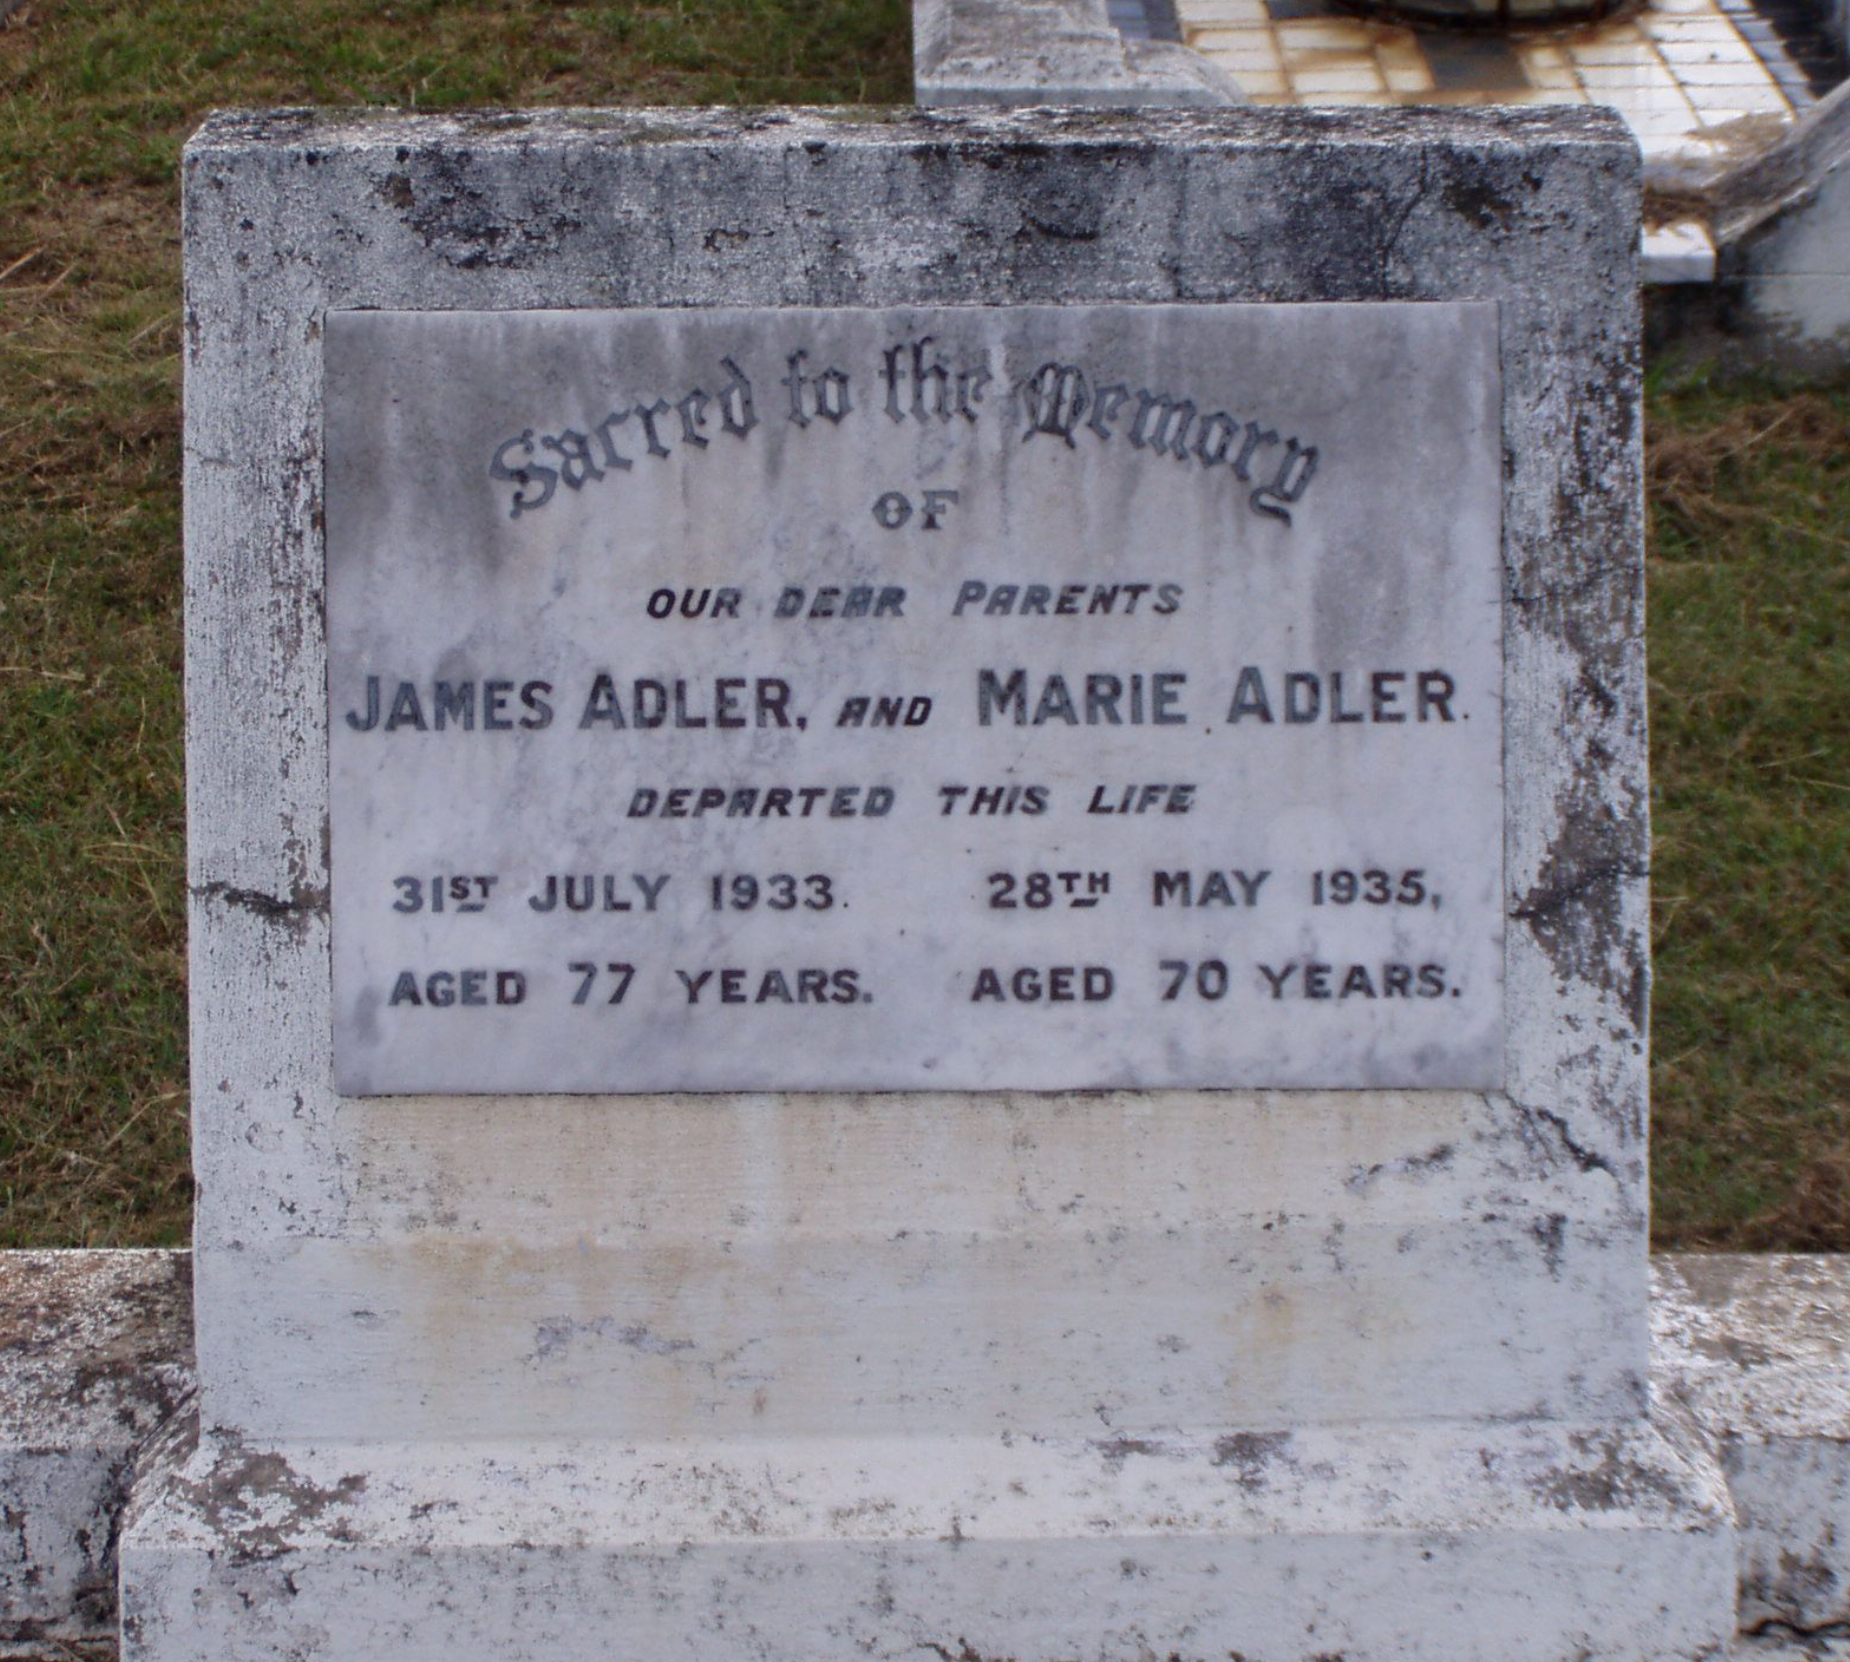 Sacred to the Memory
OF
OUR DEAR PARENTS
JAMES ADLER, AND MARIE ADLER.
DEPARTED THIS LIFE
31ST JULY 1933. 28TH MAY 1935,
AGED 77 YEARS. AGED 70 YEARS.